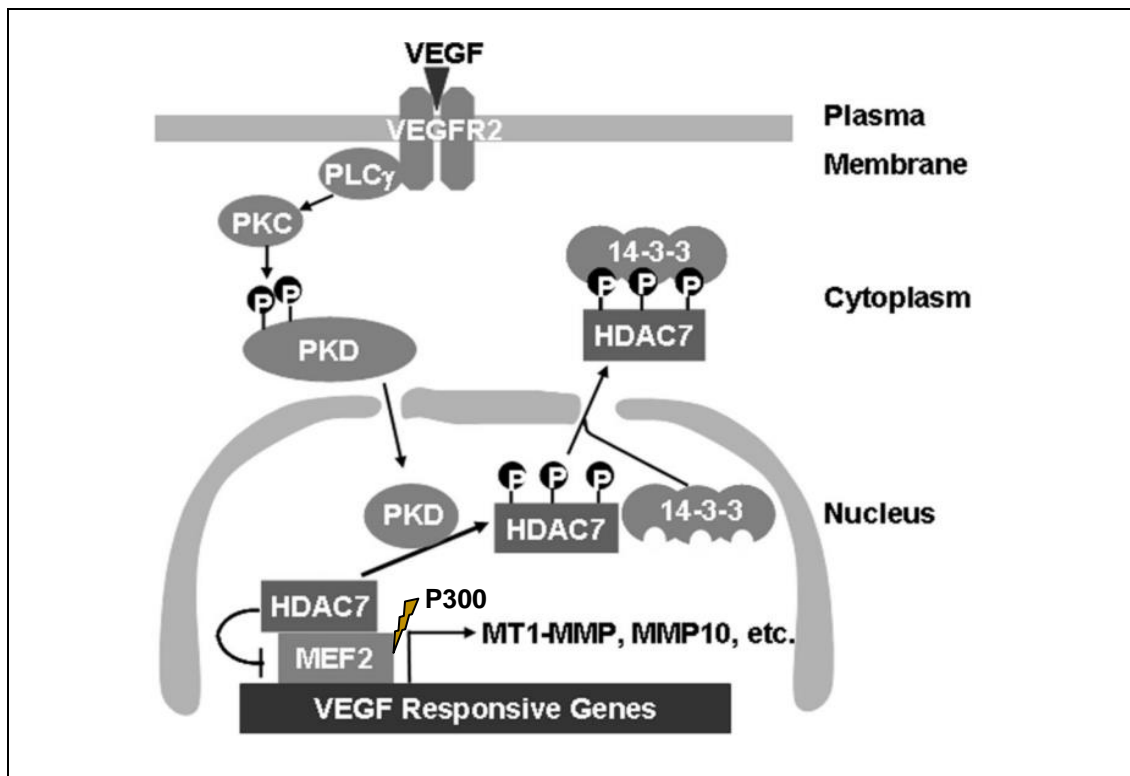 VEGF
VEGFR2
Plasma
Membrane
PLCγ
PKC
P P
PKD
14-3-3
P P P
HDAC7
Cytoplasm
PKD
P P P
HDAC7
14-3-3
Nucleus
HDAC7
P300
MEF2
MT1-MMP, MMP10, etc.
VEGF Responsive Genes